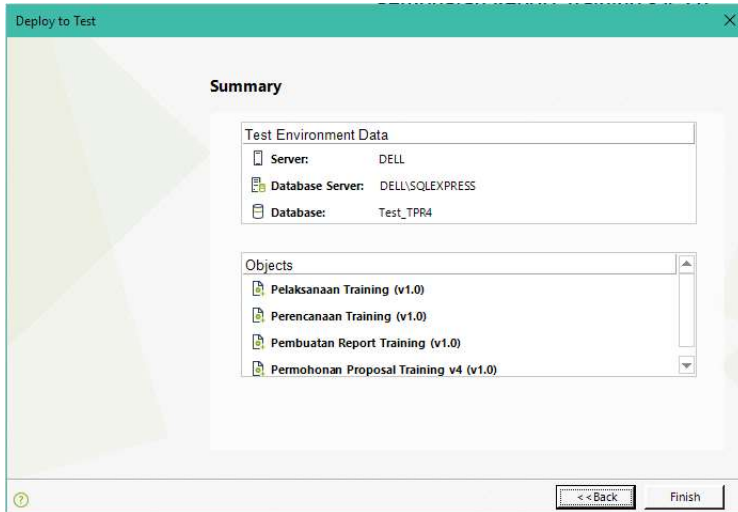 Deploy to Test
Summary
Test Environment Data
Server: DELL
Database Server: DELL\SQLEXPRESS
Database: Test_TPR4
Objects
Pelaksanaan Training (v1.0)
Perencanaan Training (v1.0)
Pembuatan Report Training (v1.0)
Permohonan Proposal Training v4 (v1.0)
<<Back Finish